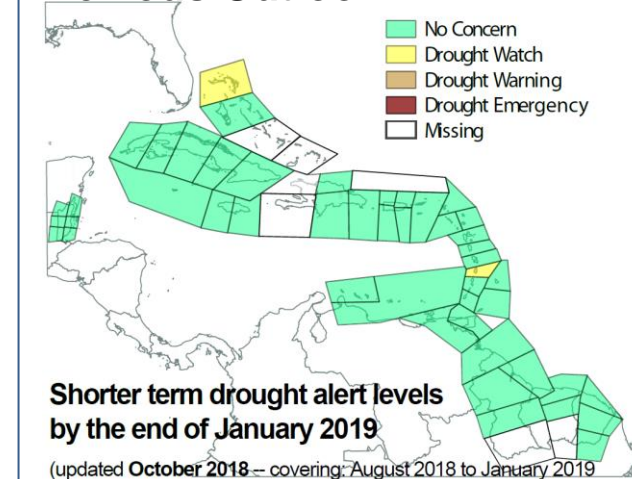 No Concern
Drought Watch
Drought Warning
Drought Emergency
Missing
Shorter term drought alert levels
by the end of January 2019
(updated October 2018 – covering: August 2018 to January 2019